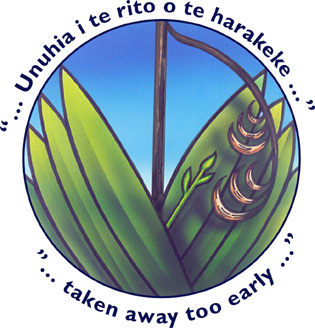 “... Unuhia i te rito o te harakeke ...”
”... taken away too early ...”